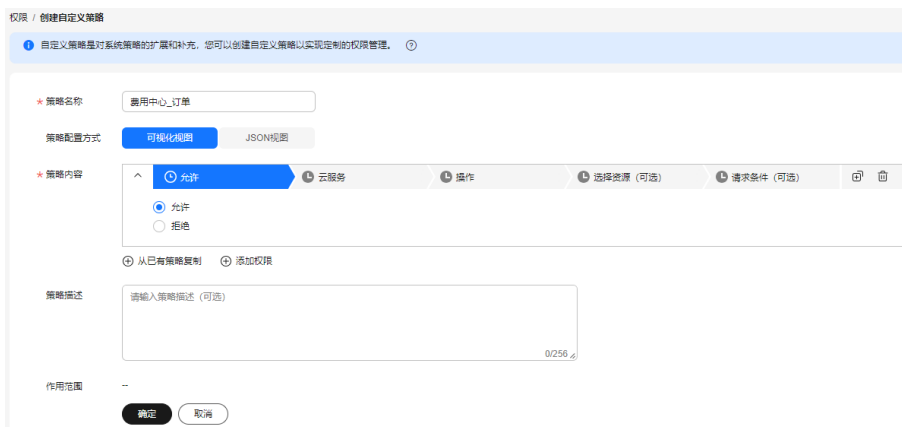 权限 / 创建自定义策略
自定义策略是对系统策略的扩展和补充，您可以创建自定义策略以实现定制的权限管理。
* 策略名称 费用中心_订单
策略配置方式 可视化视图 JSON视图
* 策略内容 允许 云服务 操作 选择资源（可选） 请求条件（可选）
允许
拒绝
从已有策略复制 添加权限
策略描述 请输入策略描述（可选）
0/256
作用范围 --
确定 取消